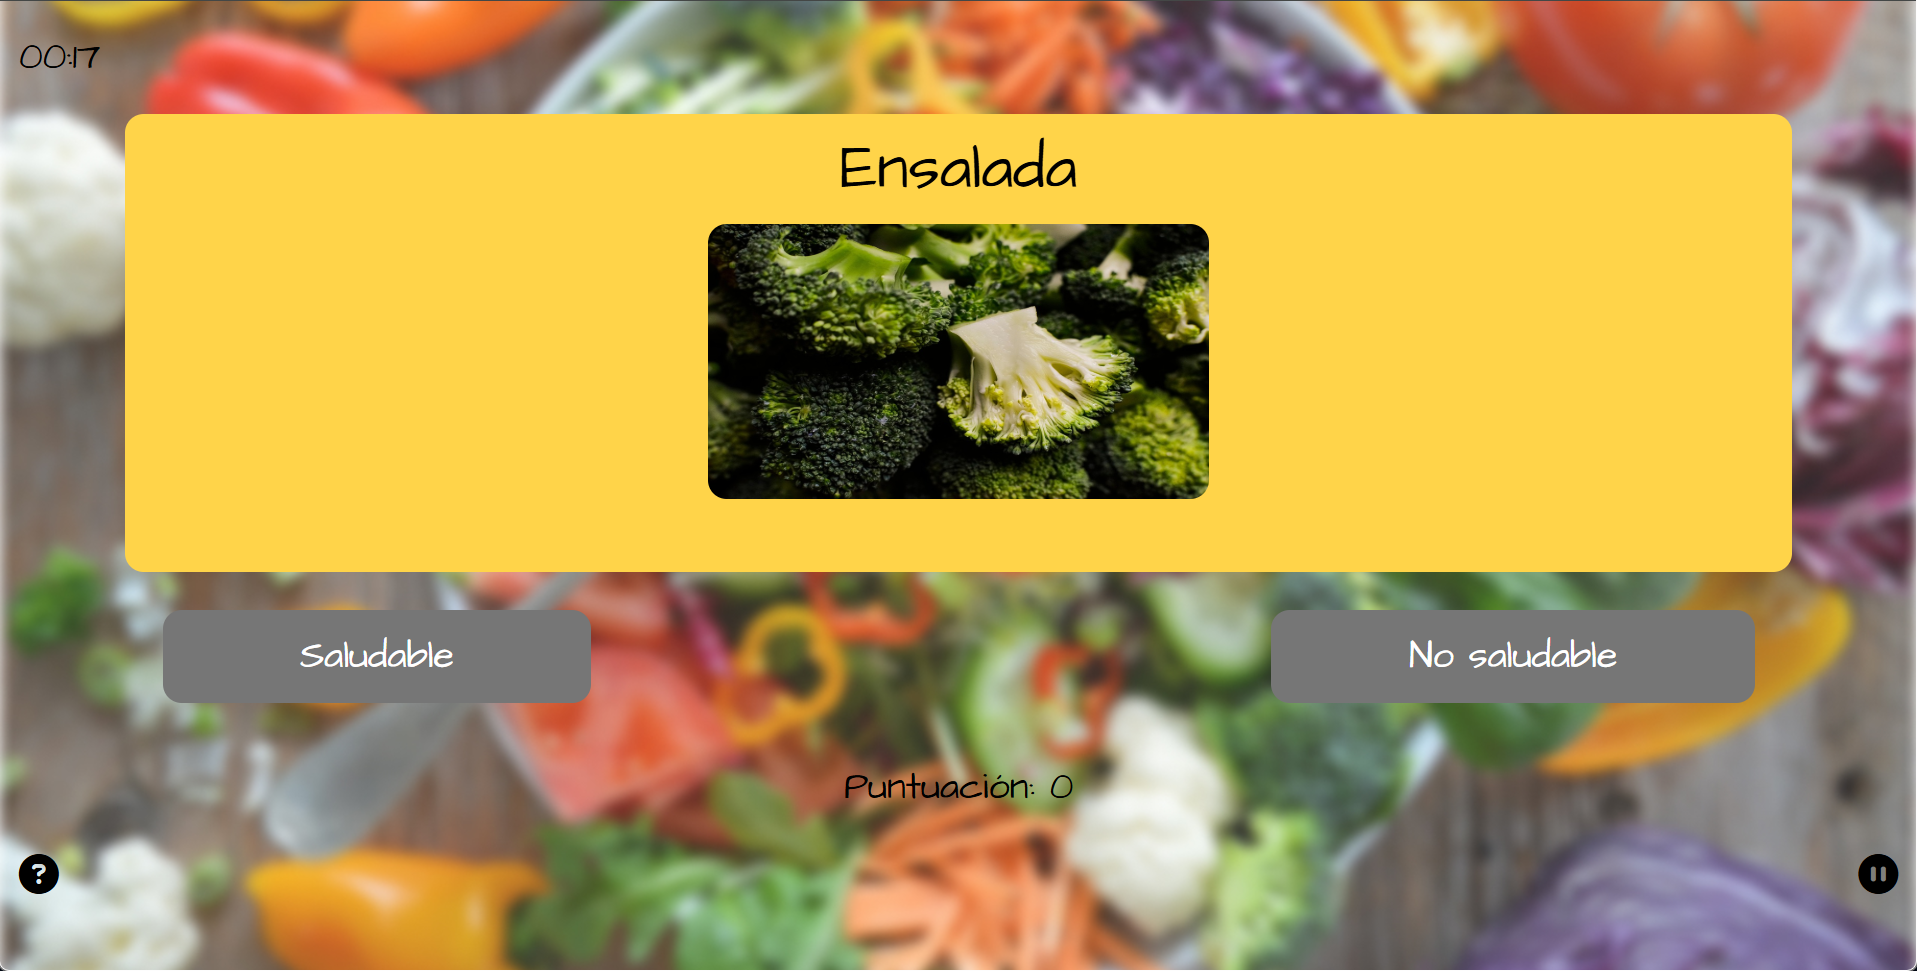 00:17
Ensalada
Saludable
No saludable
Puntuación: 0
?